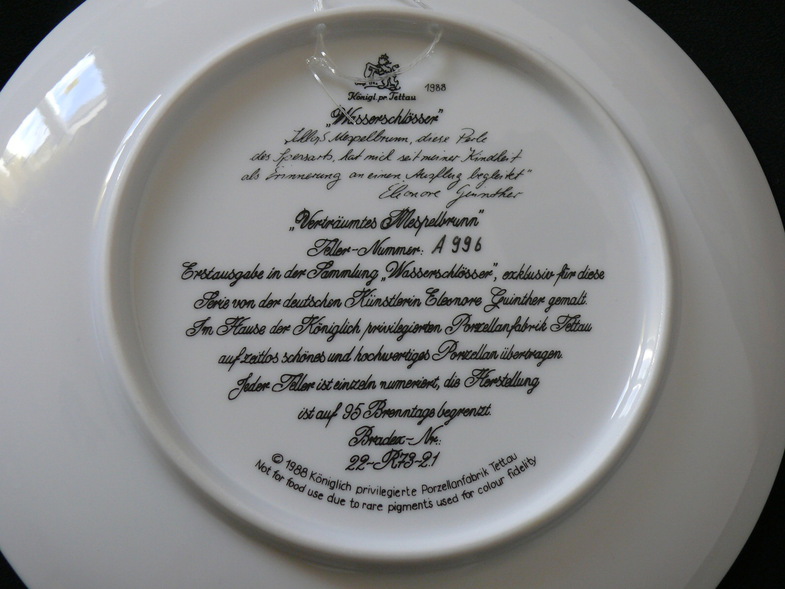 Königl. pr. Tettau 1988
„Wasserschlösser"
„Schloß Mespelbrunn, diese Perle
des Spessarts, hat mich seit meiner Kindheit
als Erinnerung an einen Ausflug begleitet"
Eleonore Guinther
„Verträumtes Mespelbrunn"
Teller-Nummer: A 996
Erstausgabe in der Sammlung „Wasserschlösser", exklusiv für diese
Serie von der deutschen Künstlerin Eleonore Guinther gemalt.
Im Hause der Königlich privilegierten Porzellanfabrik Tettau
auf zeitlos schönes und hochwertiges Porzellan übertragen.
Jeder Teller ist einzeln numeriert, die Herstellung
ist auf 95 Brenntage begrenzt.
Bradex-Nr.:
22-R73-2.1
© 1988 Königlich privilegierte Porzellanfabrik Tettau
Not for food use due to rare pigments used for colour fidelity